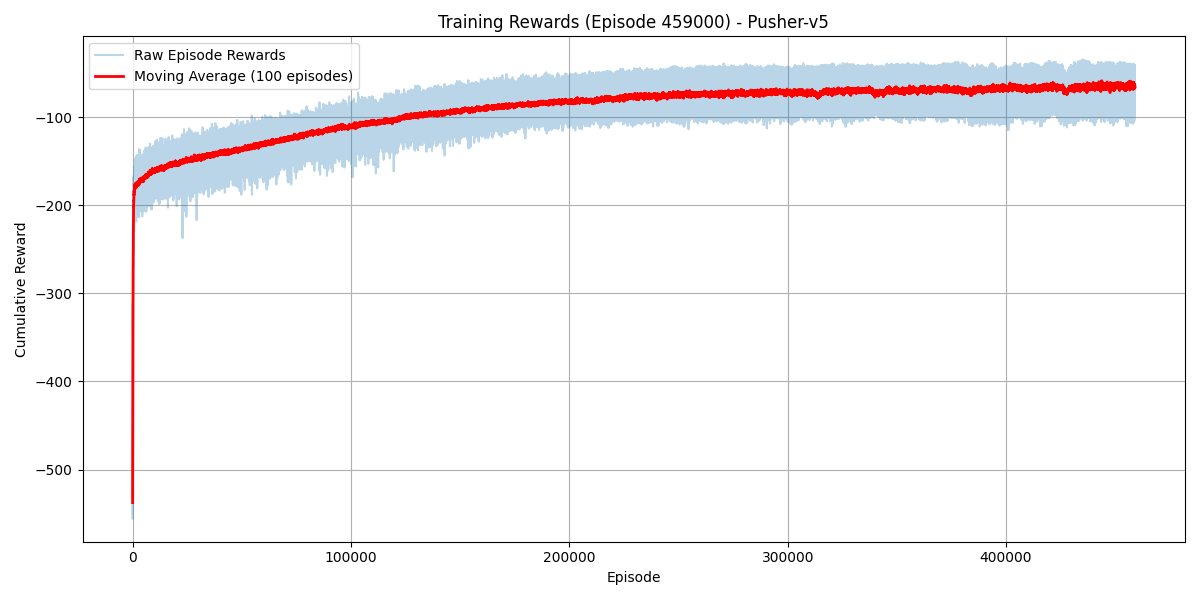 Training Rewards (Episode 459000) - Pusher-v5
Raw Episode Rewards
Moving Average (100 episodes)
Cumulative Reward
−100
−200
−300
−400
−500
0
100000
200000
300000
400000
Episode